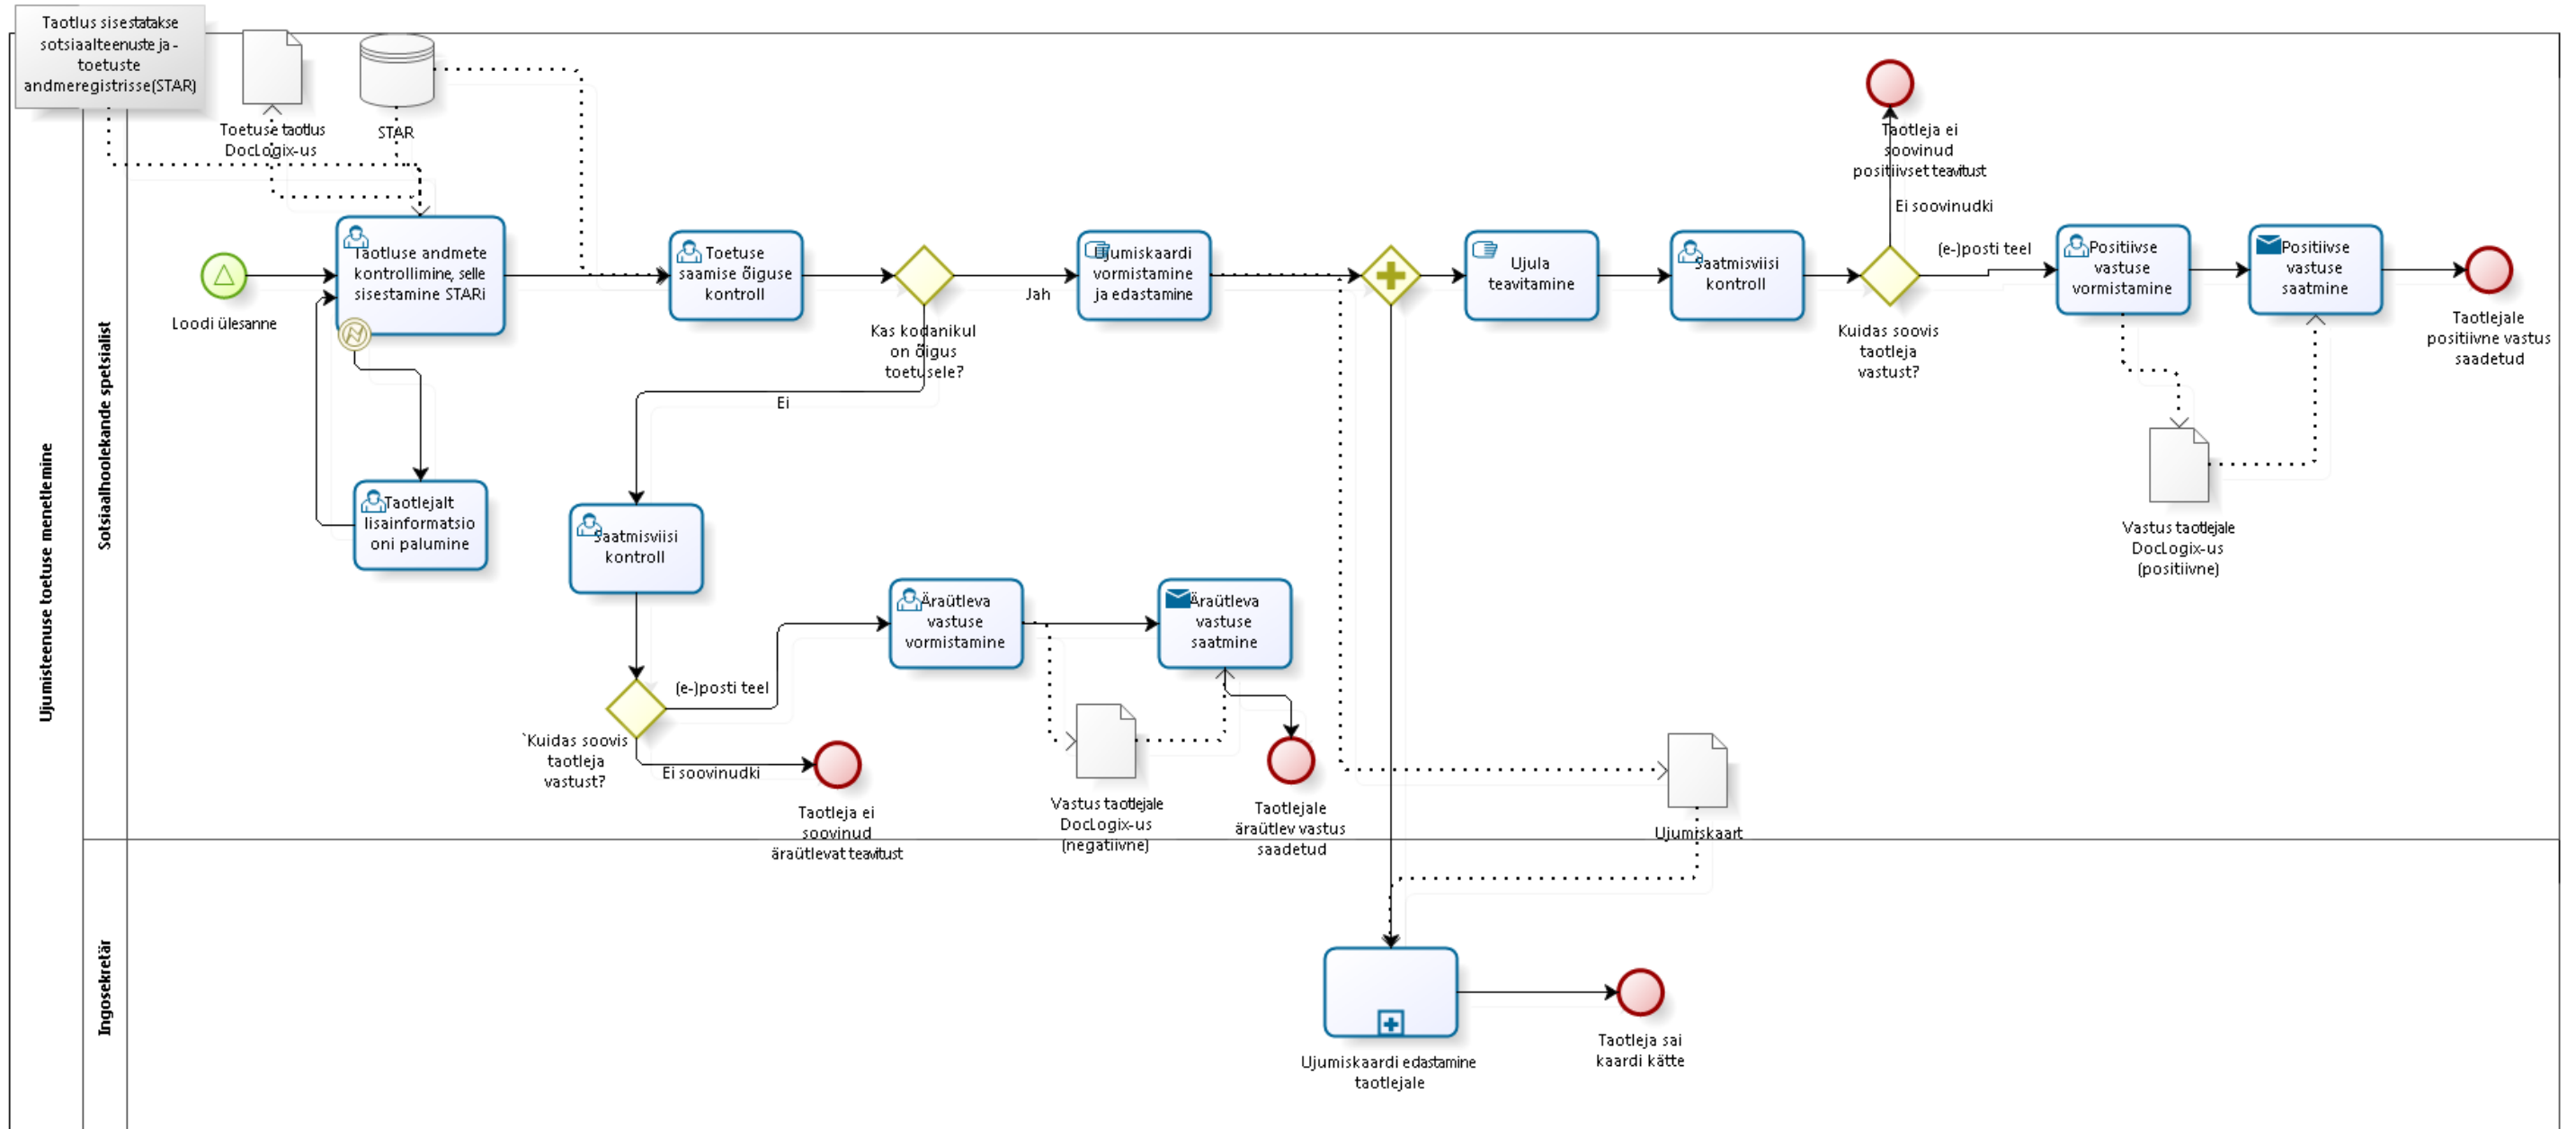 Taotlus sisestatakse
sotsiaalteenuste ja -
toetuste
andmeregistrisse(STAR)
Toetuse taotlus
DocLogix-us
STAR
Ujumisteenuse toetuse menetlemine
Sotsiaalhoolekande spetsialist
Loodi ülesanne
Taotluse andmete
kontrollimine, selle
sisestamine STARi
Taotlejalt
lisainformatsio
oni palumine
Toetuse
saamise õiguse
kontroll
Kas kodanikul
on õigus
toetusele?
Jah
Ei
Ujumiskaardi
vormistamine
ja edastamine
Ujula
teavitamine
Saatmisviisi
kontroll
Kuidas soovis
taotleja
vastust?
Taotleja ei
soovinud
positiivset teavitust
Ei soovinudki
(e-)posti teel
Positiivse
vastuse
vormistamine
Positiivse
vastuse
saatmine
Taotlejale
positiivne vastus
saadetud
Vastus taotlejale
DocLogix-us
(positiivne)
Saatmisviisi
kontroll
`Kuidas soovis
taotleja
vastust?
(e-)posti teel
Ei soovinudki
Taotleja ei
soovinud
äraütlevat teavitust
Äraütleva
vastuse
vormistamine
Äraütleva
vastuse
saatmine
Vastus taotlejale
DocLogix-us
(negatiivne)
Taotlejale
äraütlev vastus
saadetud
Ujumiskaart
Ingosekretär
Ujumiskaardi edastamine
taotlejale
Taotleja sai
kaardi kätte